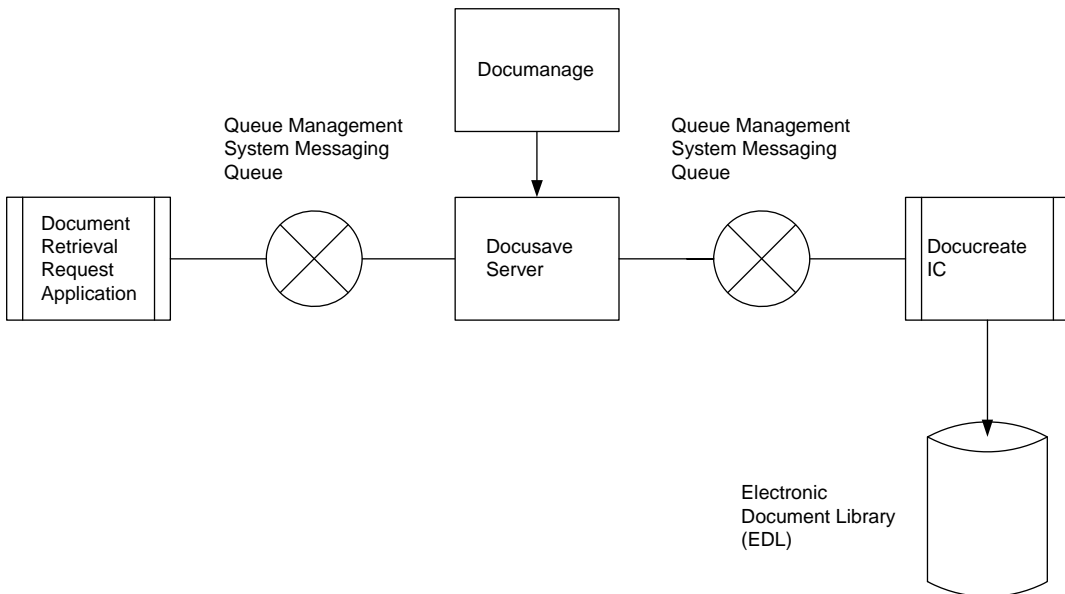 Documanage
Queue Management
System Messaging
Queue
Queue Management
System Messaging
Queue
Document
Retrieval
Request
Application
Docusave
Server
Docucreate
IC
Electronic
Document Library
(EDL)